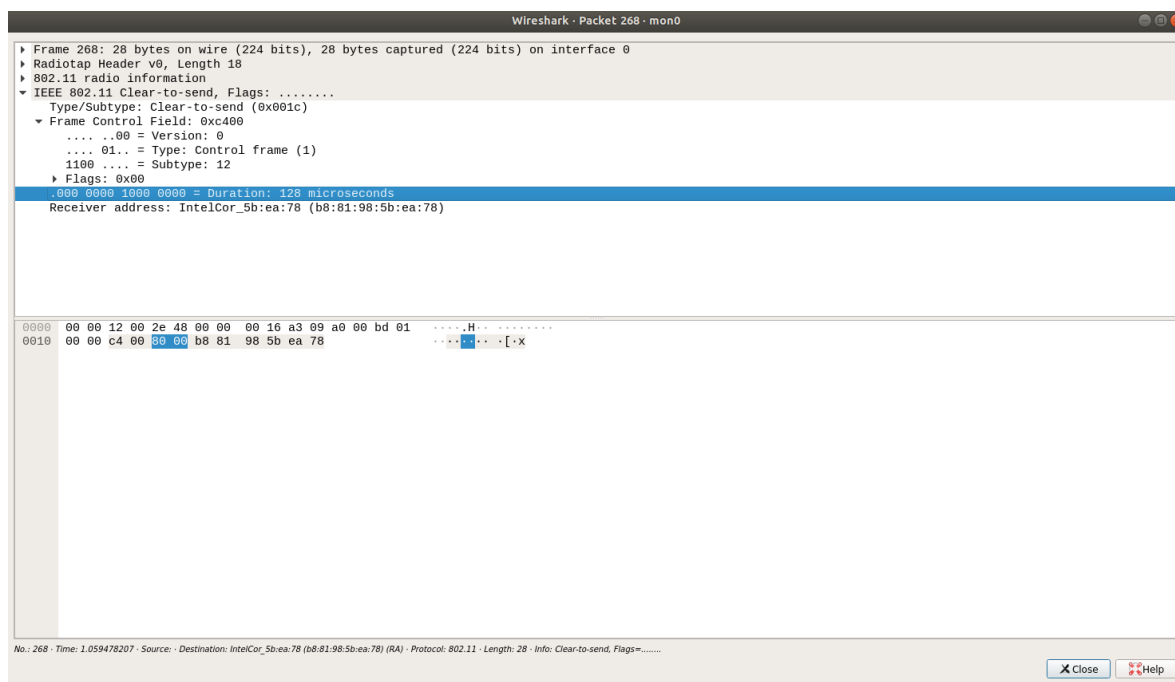 Wireshark · Packet 268 · mon0
Frame 268: 28 bytes on wire (224 bits), 28 bytes captured (224 bits) on interface 0
Radiotap Header v0, Length 18
802.11 radio information
IEEE 802.11 Clear-to-send, Flags: ........
Type/Subtype: Clear-to-send (0x001c)
Frame Control Field: 0xc400
.... ..00 = Version: 0
.... 01.. = Type: Control frame (1)
1100 .... = Subtype: 12
Flags: 0x00
.000 0000 1000 0000 = Duration: 128 microseconds
Receiver address: IntelCor_5b:ea:78 (b8:81:98:5b:ea:78)
0000 00 00 12 00 2e 48 00 00 00 16 a3 09 a0 00 bd 01 ·····.H·· ········
0010 00 00 c4 00 80 00 b8 81 98 5b ea 78 ········ ·[·x
No.: 268 · Time: 1.059478207 · Source: · Destination: IntelCor_5b:ea:78 (b8:81:98:5b:ea:78) (RA) · Protocol: 802.11 · Length: 28 · Info: Clear-to-send, Flags=........
Close Help